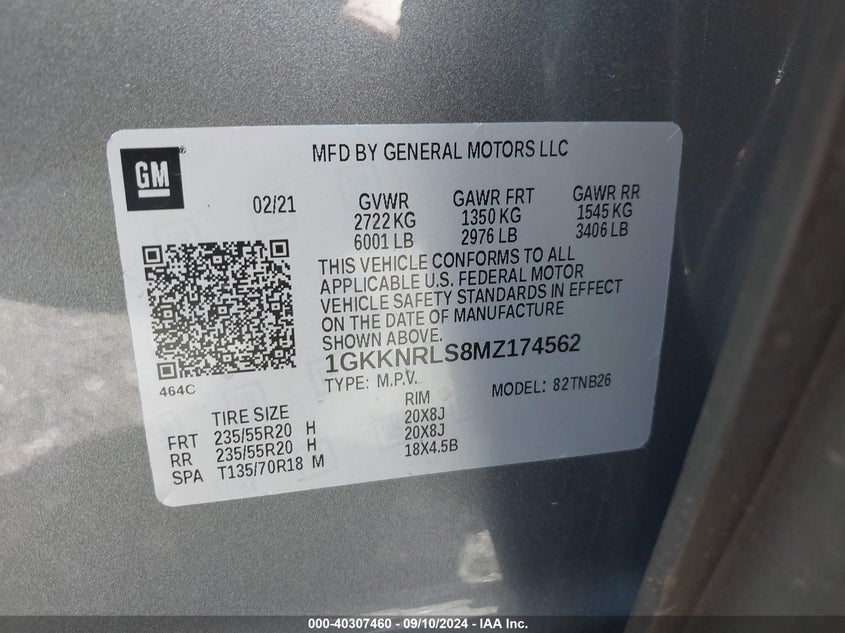 GM
MFD BY GENERAL MOTORS LLC
02/21
GVWR GAWR FRT GAWR RR
2722 KG 1350 KG 1545 KG
6001 LB 2976 LB 3406 LB
THIS VEHICLE CONFORMS TO ALL
APPLICABLE U.S. FEDERAL MOTOR
VEHICLE SAFETY STANDARDS IN EFFECT
ON THE DATE OF MANUFACTURE
SHOWN ABOVE.
1GKKNRLS8MZ174562
464C
TYPE: M.P.V. MODEL: 82TNB26
TIRE SIZE RIM
FRT 235/55R20 H 20X8J
RR 235/55R20 H 20X8J
SPA T135/70R18 M 18X4.5B
000-40307460 - 09/10/2024 - IAA Inc.